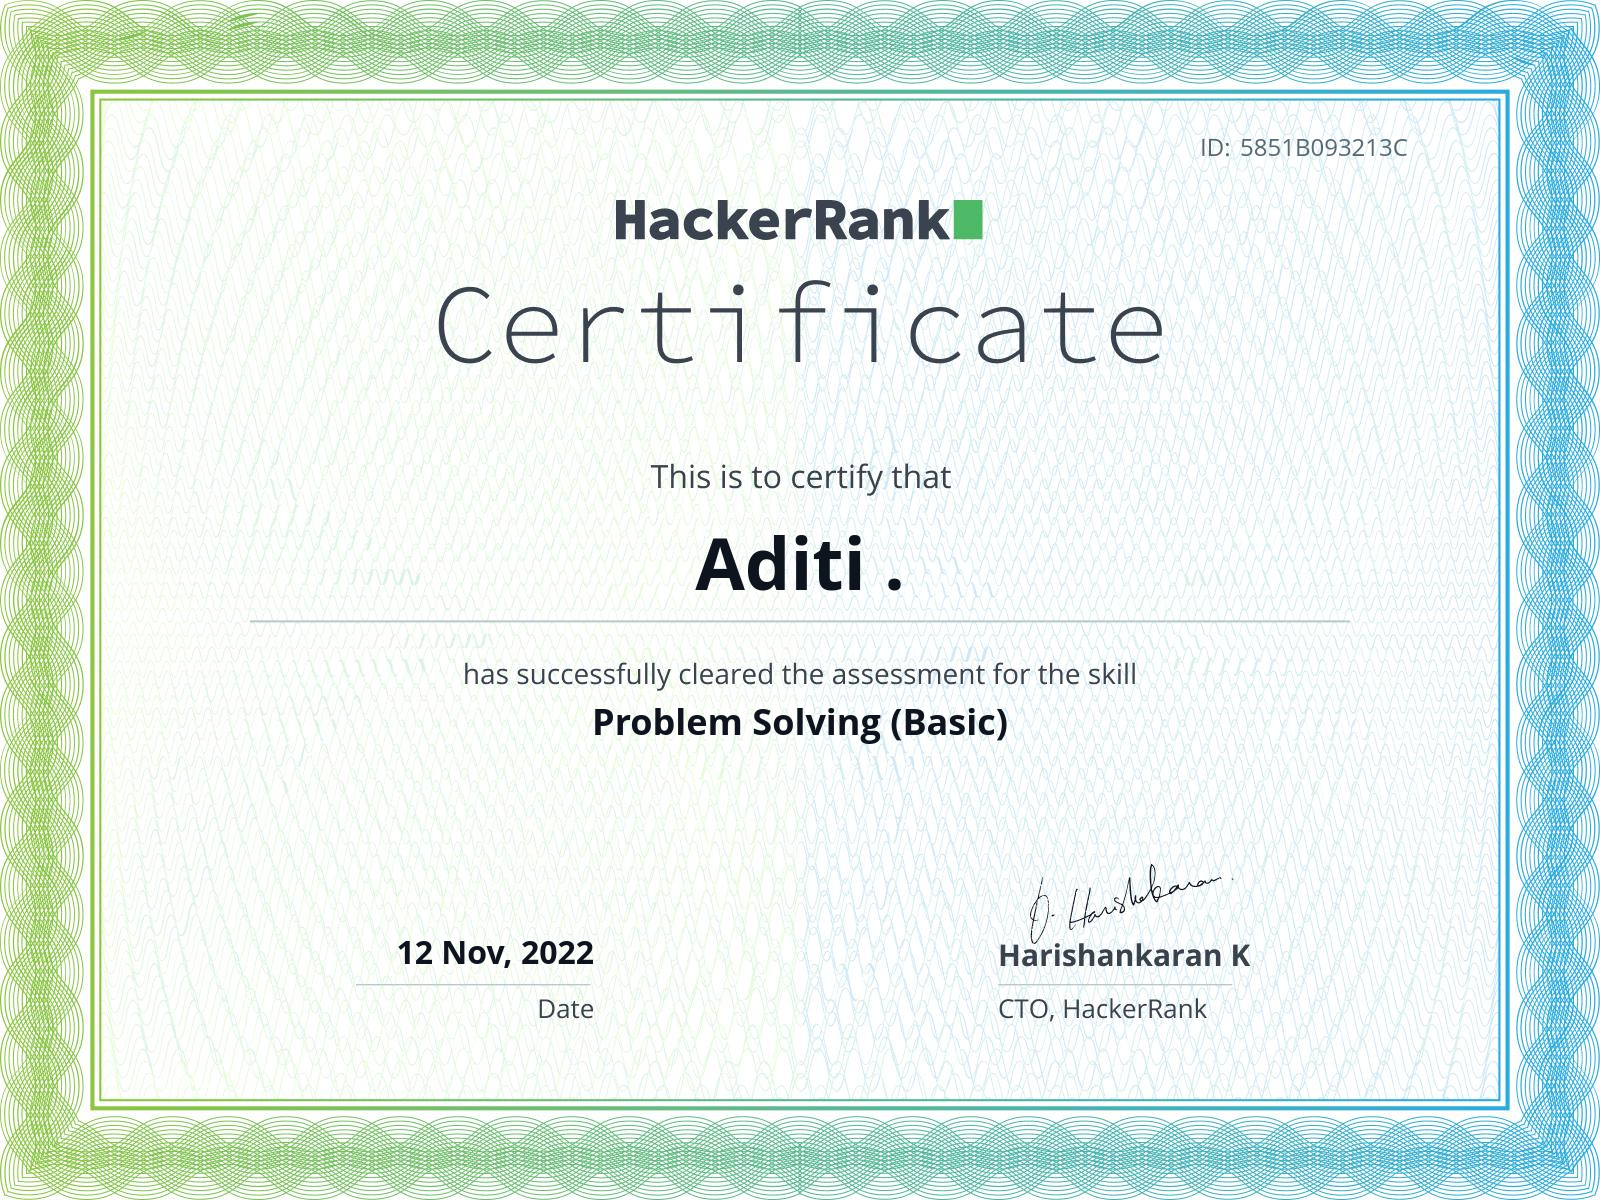 ID: 5851B093213C
HackerRank
Certificate
This is to certify that
Aditi .
has successfully cleared the assessment for the skill
Problem Solving (Basic)
12 Nov, 2022
Date
Harishankaran
Harishankaran K
CTO, HackerRank